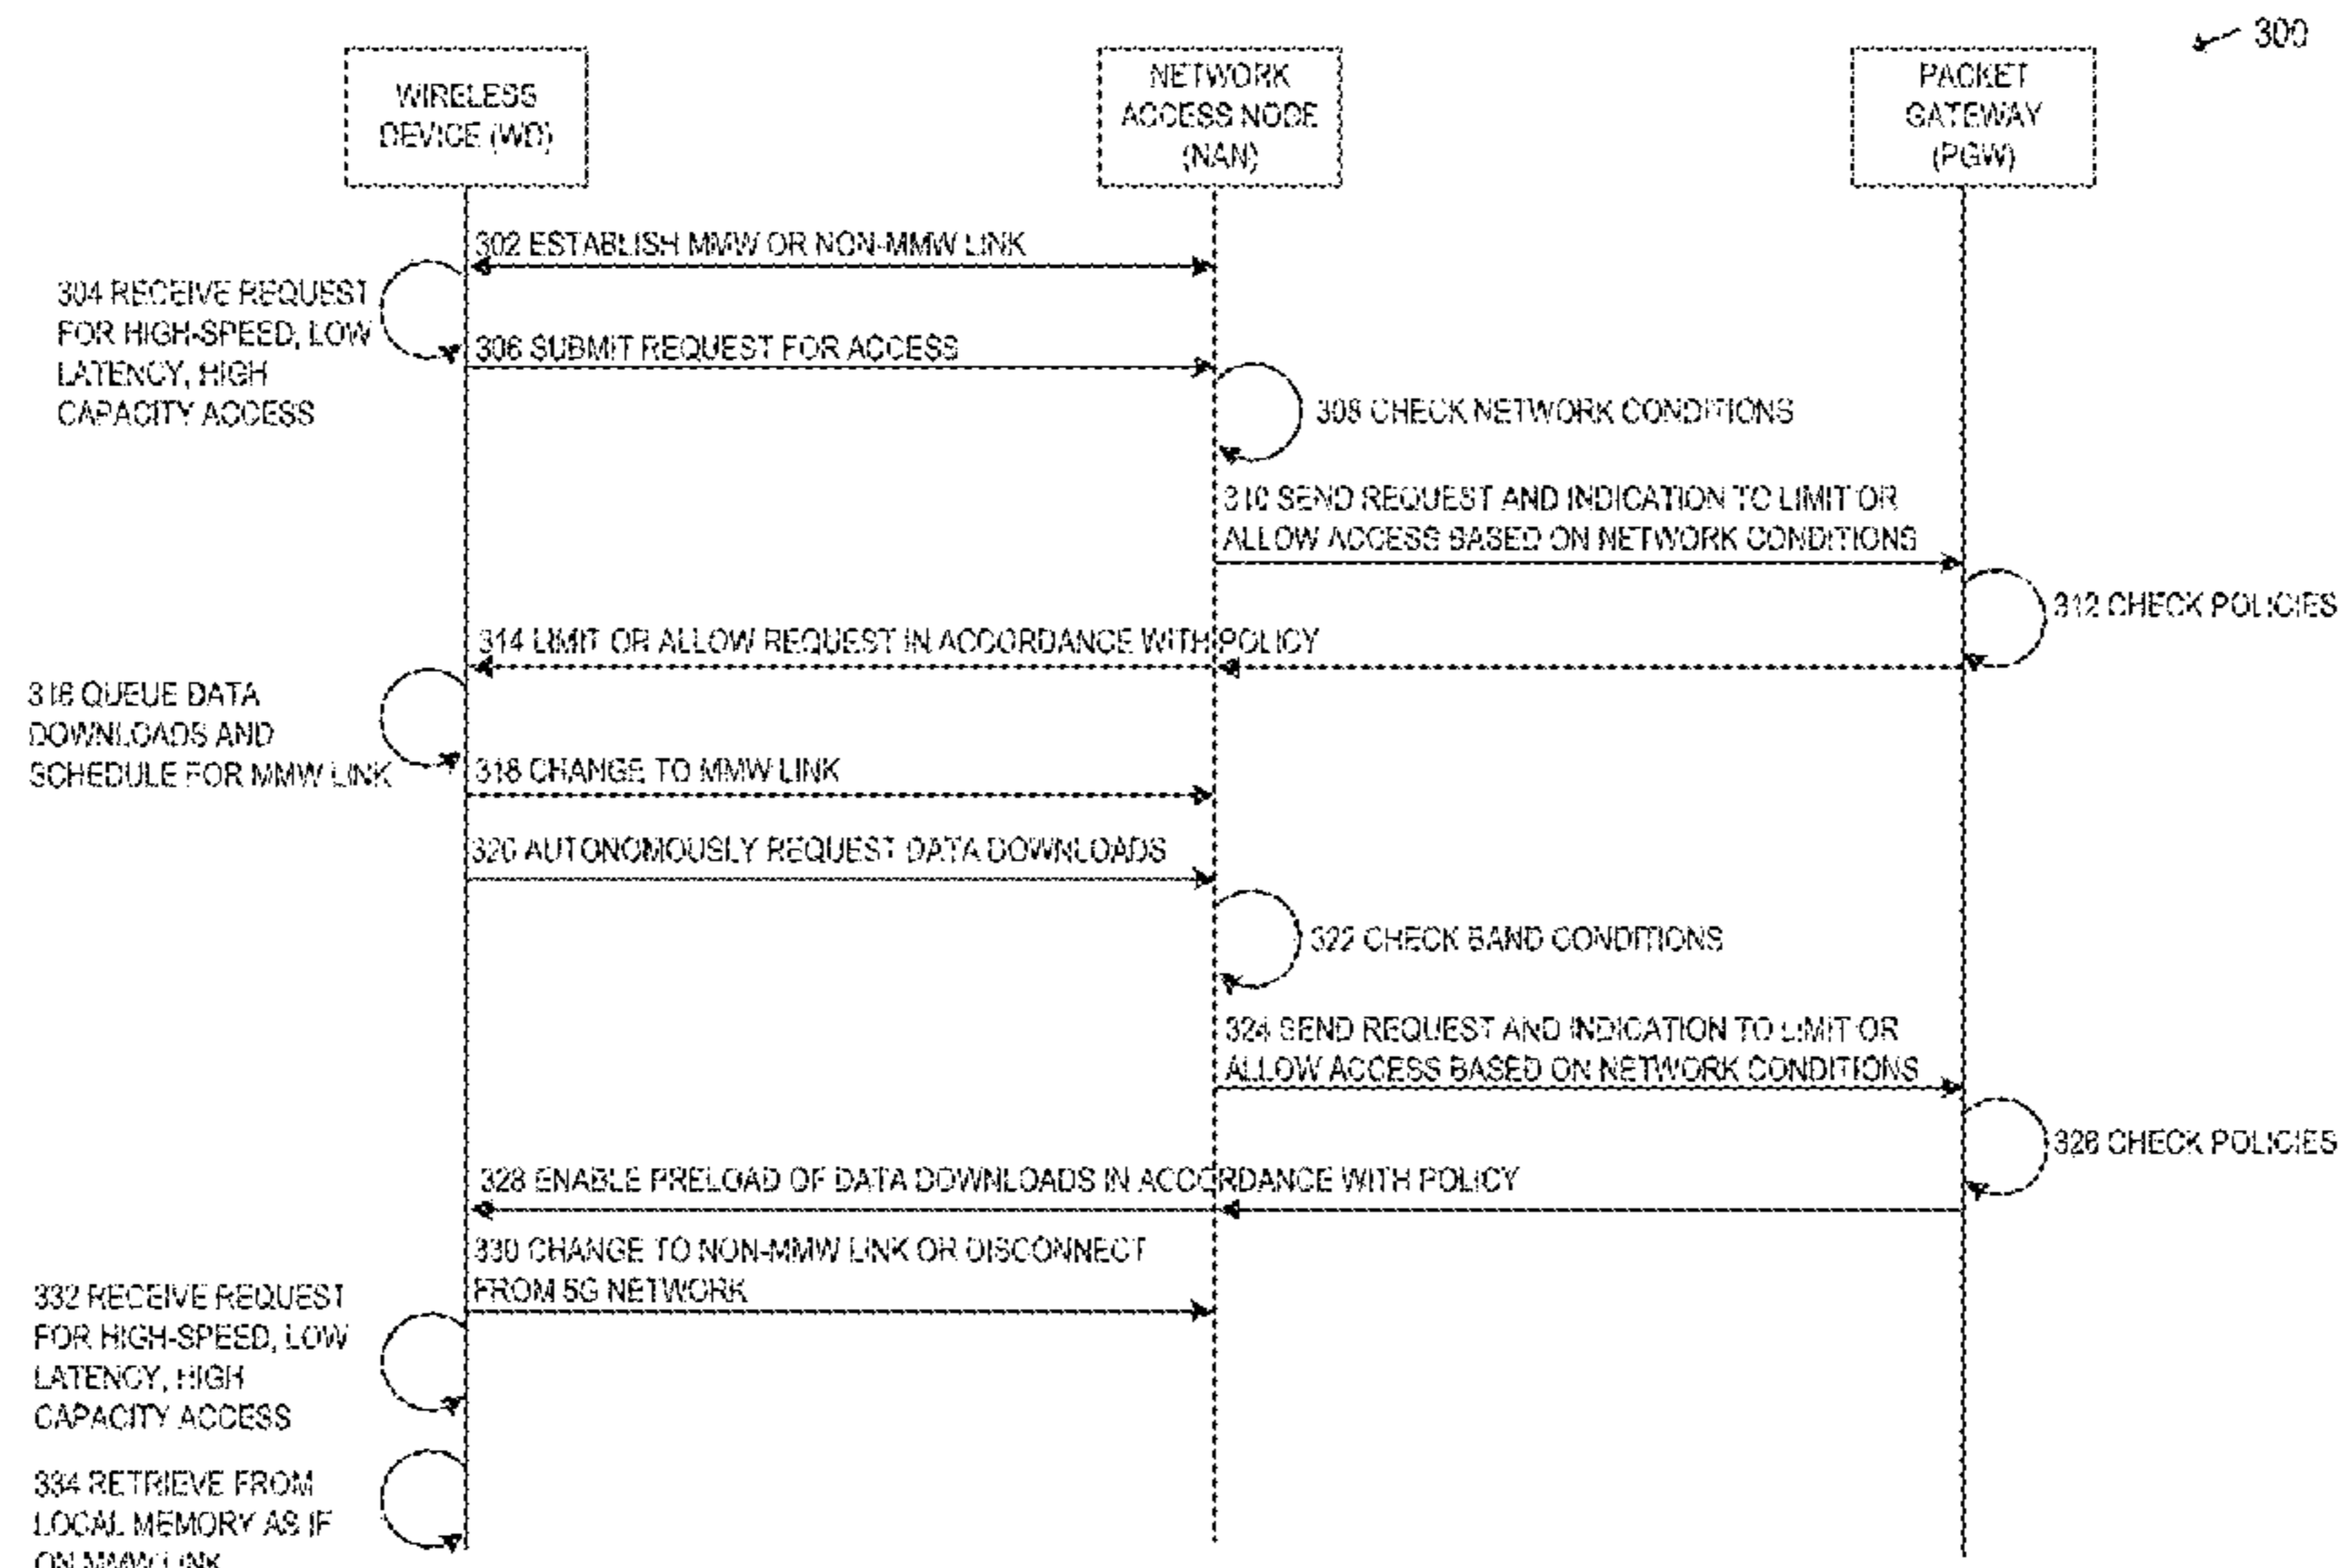 300
WIRELESS
DEVICE (WD)
NETWORK
ACCESS NODE
(NAN)
PACKET
GATEWAY
(PGW)
302 ESTABLISH MMW OR NON-MMW LINK
304 RECEIVE REQUEST
FOR HIGH-SPEED, LOW
LATENCY, HIGH
CAPACITY ACCESS
306 SUBMIT REQUEST FOR ACCESS
308 CHECK NETWORK CONDITIONS
310 SEND REQUEST AND INDICATION TO LIMIT OR
ALLOW ACCESS BASED ON NETWORK CONDITIONS
312 CHECK POLICIES
314 LIMIT OR ALLOW REQUEST IN ACCORDANCE WITH POLICY
316 QUEUE DATA
DOWNLOADS AND
SCHEDULE FOR MMW LINK
318 CHANGE TO MMW LINK
320 AUTONOMOUSLY REQUEST DATA DOWNLOADS
322 CHECK BAND CONDITIONS
324 SEND REQUEST AND INDICATION TO LIMIT OR
ALLOW ACCESS BASED ON NETWORK CONDITIONS
326 CHECK POLICIES
328 ENABLE PRELOAD OF DATA DOWNLOADS IN ACCORDANCE WITH POLICY
330 CHANGE TO NON-MMW LINK OR DISCONNECT
FROM 5G NETWORK
332 RECEIVE REQUEST
FOR HIGH-SPEED, LOW
LATENCY, HIGH
CAPACITY ACCESS
334 RETRIEVE FROM
LOCAL MEMORY AS IF
ON MMW LINK